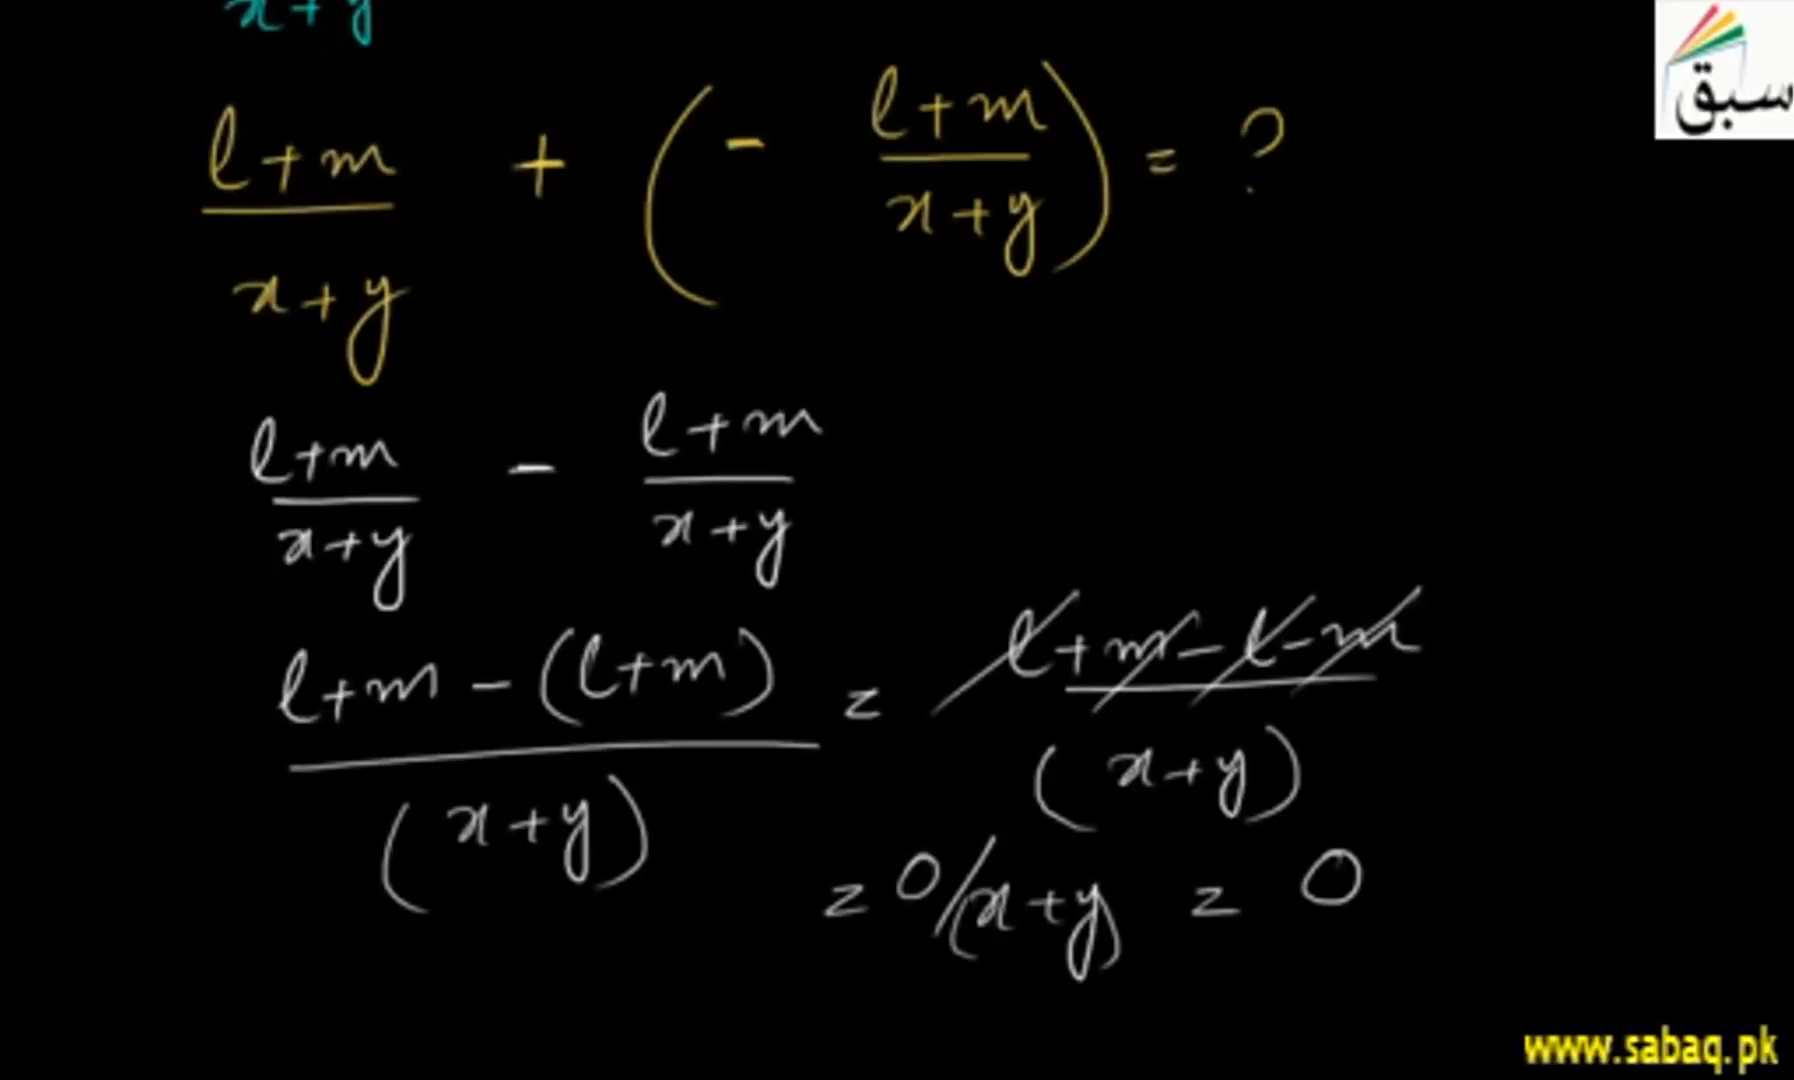 x+y
سبق
l+m/x+y + (- l+m/x+y) = ?
l+m/x+y - l+m/x+y
l+m-(l+m)/(x+y) = l+m-l-m/(x+y)
= 0/(x+y) = 0
www.sabaq.pk